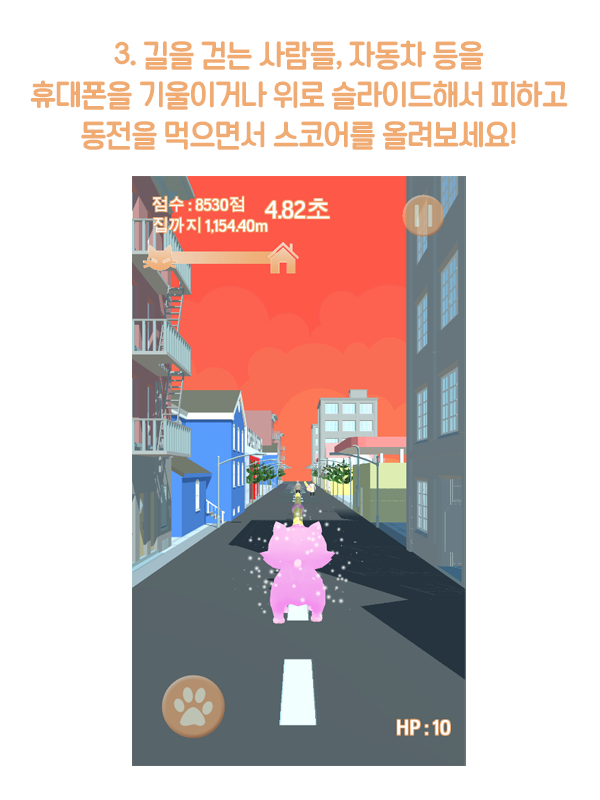 3. 길을 걷는 사람들, 자동차 등을
휴대폰을 기울이거나 위로 슬라이드해서 피하고
동전을 먹으면서 스코어를 올려보세요!
점수 : 8530점
4.82초
집까지 1,154.40m
HP : 10